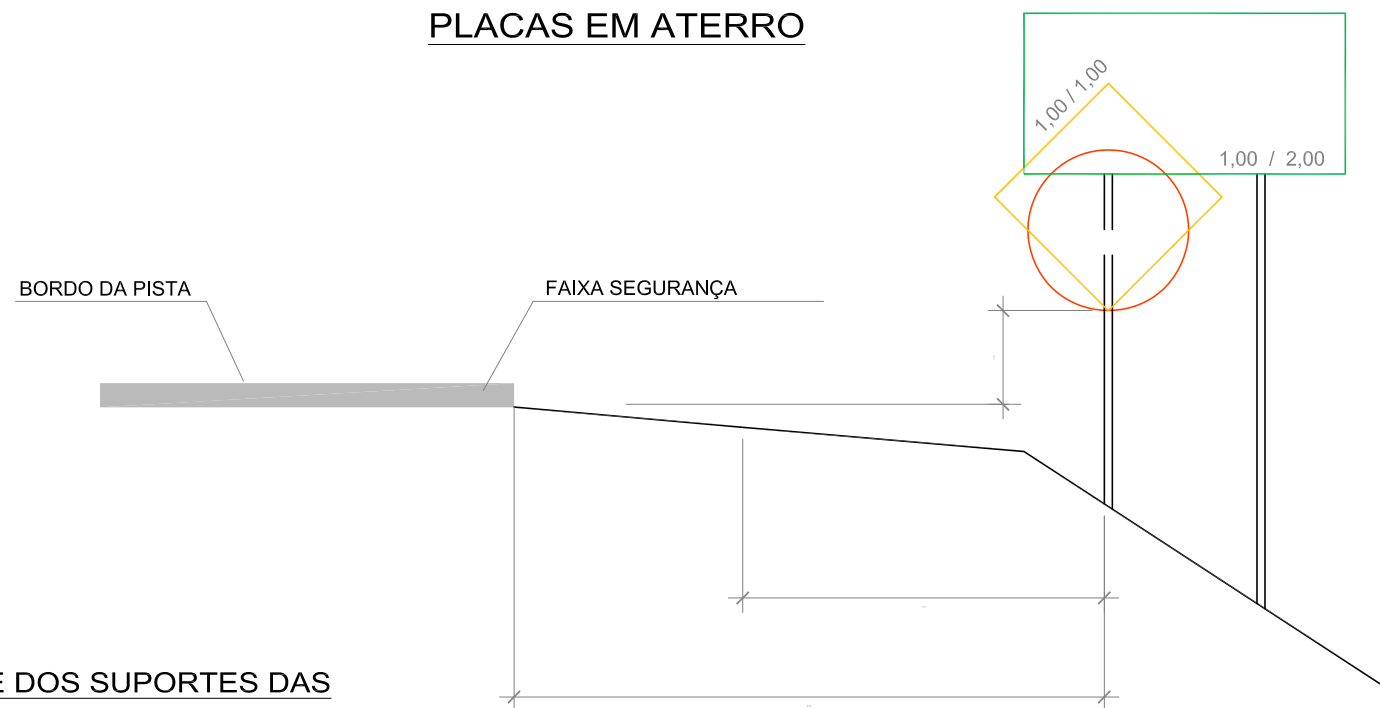 PLACAS EM ATERRO
1,00 / 1,00
1,00 / 2,00
BORDO DA PISTA
FAIXA SEGURANÇA
E DOS SUPORTES DAS